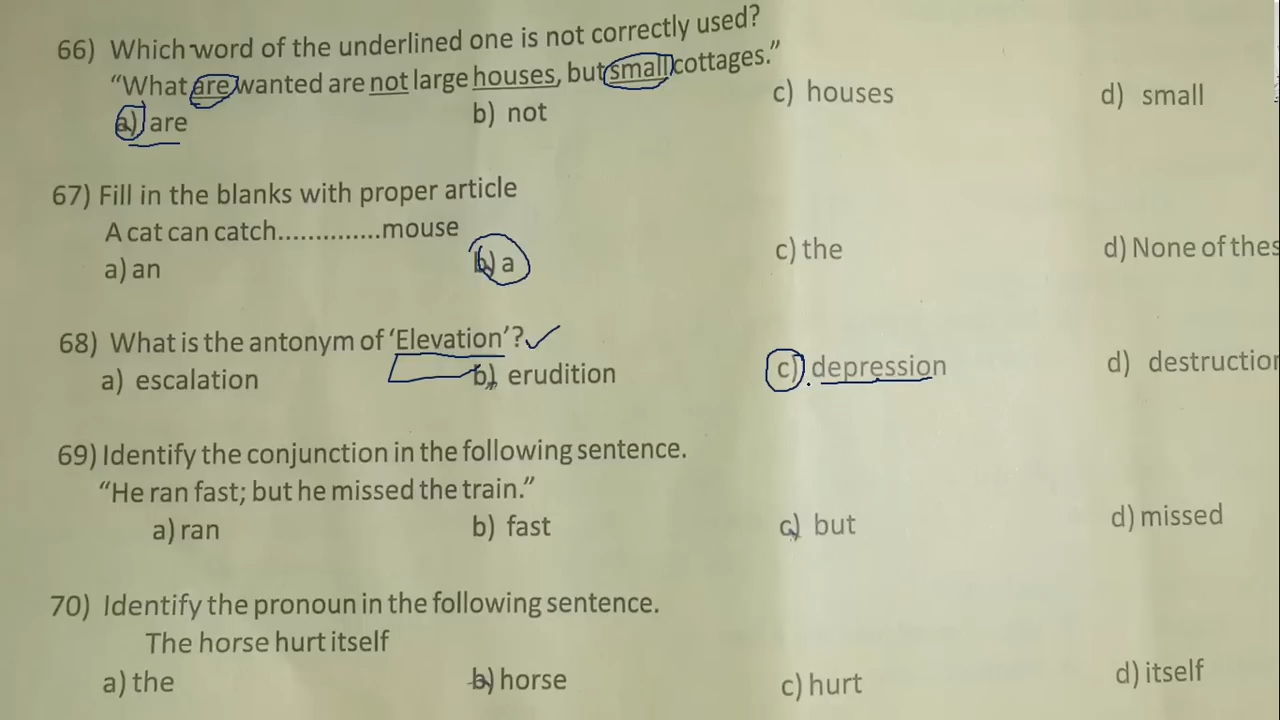 66) Which word of the underlined one is not correctly used?
“What are wanted are not large houses, but small cottages.”
a) are b) not c) houses d) small
67) Fill in the blanks with proper article
A cat can catch..............mouse
a) an b) a c) the d) None of thes
68) What is the antonym of ‘Elevation’?
a) escalation b) erudition c) depression d) destruction
69) Identify the conjunction in the following sentence.
“He ran fast; but he missed the train.”
a) ran b) fast c) but d) missed
70) Identify the pronoun in the following sentence.
The horse hurt itself
a) the b) horse c) hurt d) itself